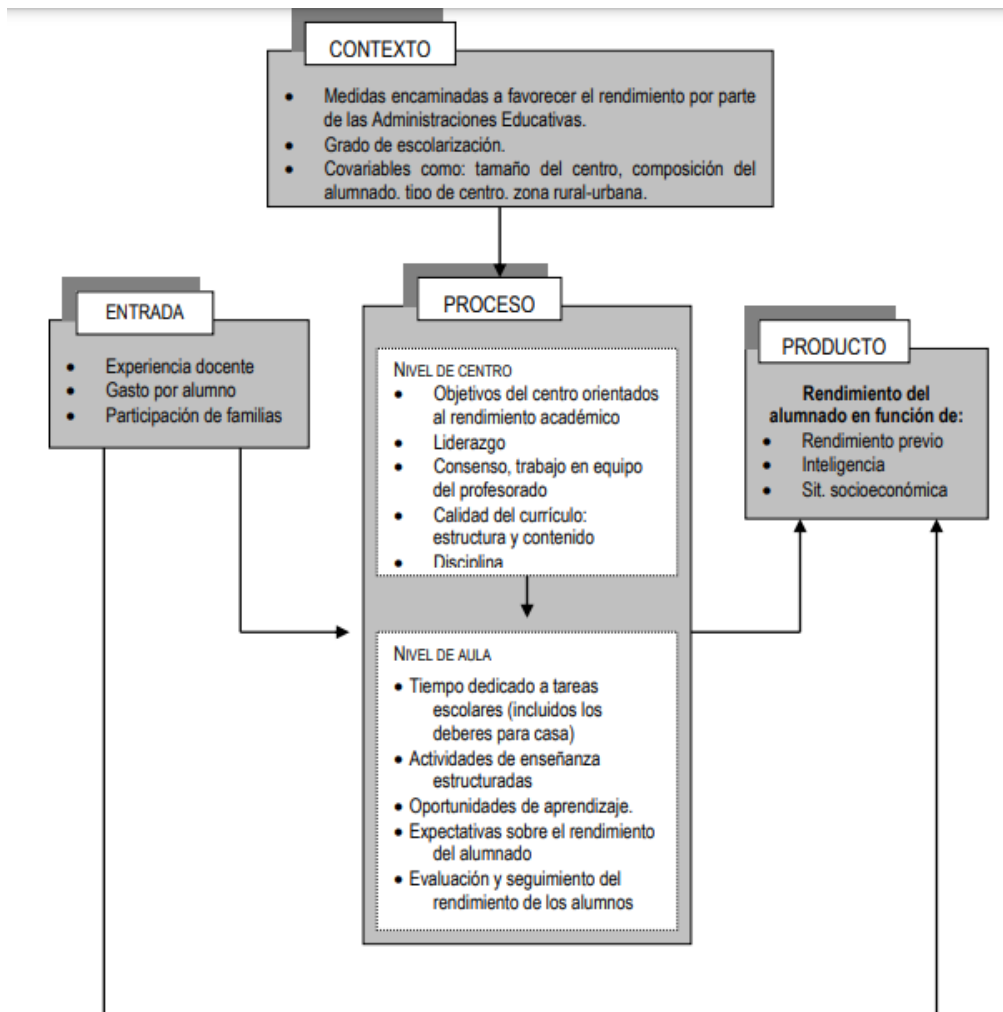 CONTEXTO
• Medidas encaminadas a favorecer el rendimiento por parte
de las Administraciones Educativas.
• Grado de escolarización.
• Covariables como: tamaño del centro, composición del
alumnado, tipo de centro, zona rural-urbana.
ENTRADA
• Experiencia docente
• Gasto por alumno
• Participación de familias
PROCESO
NIVEL DE CENTRO
• Objetivos del centro orientados
al rendimiento académico
• Liderazgo
• Consenso, trabajo en equipo
del profesorado
• Calidad del currículo:
estructura y contenido
• Disciplina
NIVEL DE AULA
• Tiempo dedicado a tareas
escolares (incluidos los
deberes para casa)
• Actividades de enseñanza
estructuradas
• Oportunidades de aprendizaje.
• Expectativas sobre el rendimiento
del alumnado
• Evaluación y seguimiento del
rendimiento de los alumnos
PRODUCTO
Rendimiento del
alumnado en función de:
• Rendimiento previo
• Inteligencia
• Sit. socioeconómica